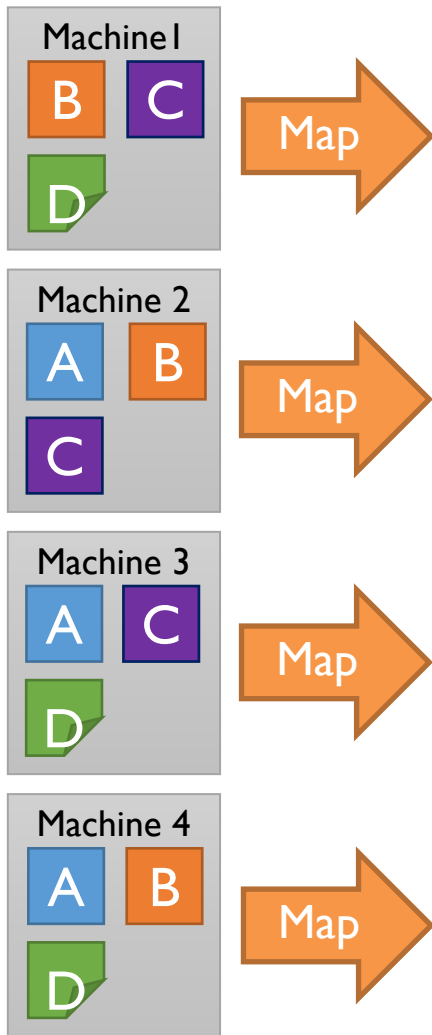 Machine1
B C Map
D
Machine 2
A B Map
C
Machine 3
A C Map
D
Machine 4
A B Map
D